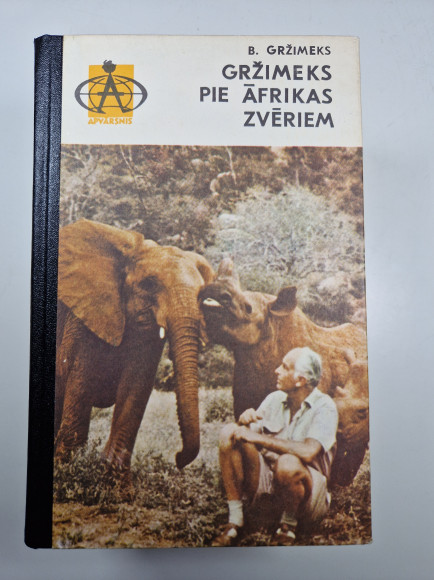 B. GRŽIMEKS
GRŽIMEKS
PIE ĀFRIKAS
ZVĒRIEM
A
APVĀRSNIS